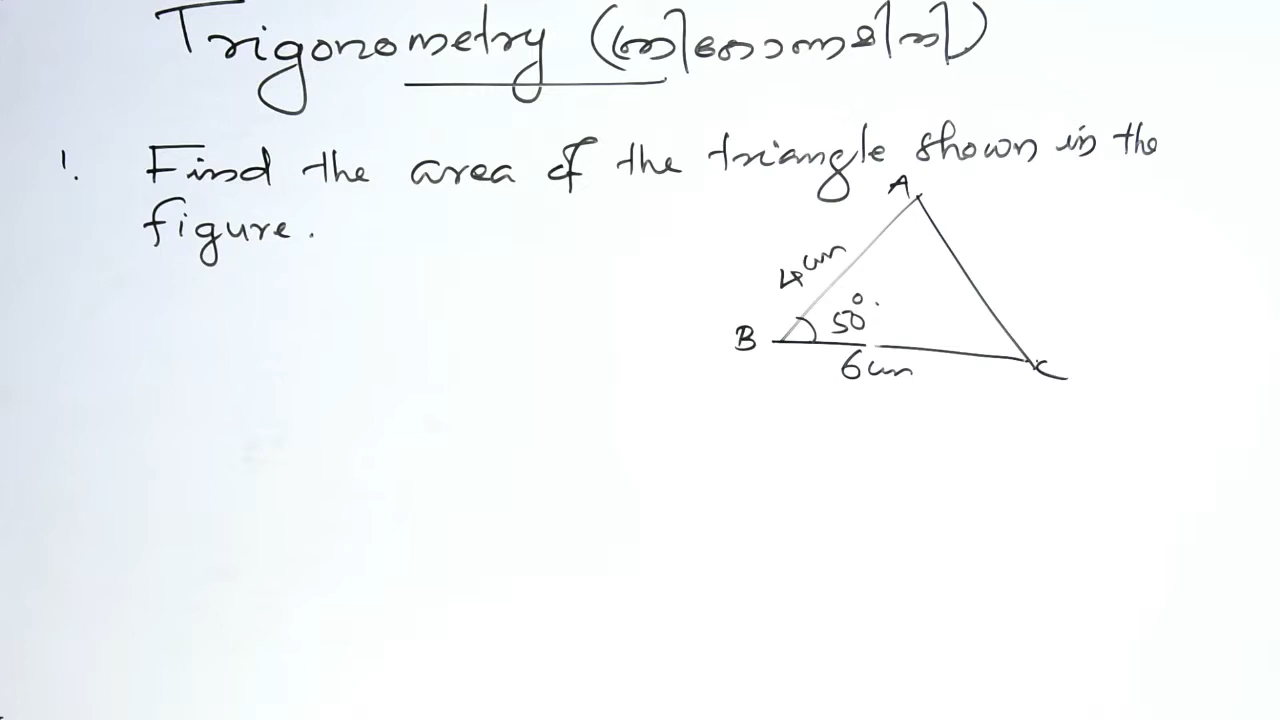 Trigonometry (ത്രികോണമിതി)
1. Find the area of the triangle shown in the
figure.
A
4cm
50°
B
6cm
C